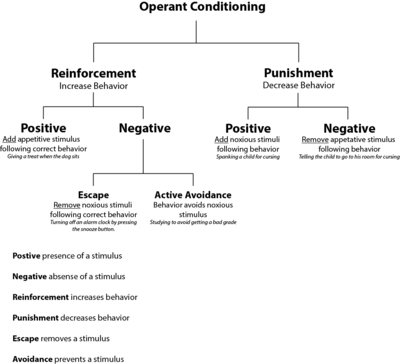 Operant Conditioning
Reinforcement
Increase Behavior
Punishment
Decrease Behavior
Positive
Add appetitive stimulus
following correct behavior
Giving a treat when the dog sits
Negative
Positive
Add noxious stimuli
following behavior
Spanking a child for cursing
Negative
Remove appetative stimulus
following behavior
Telling the child to go to his room for cursing
Escape
Remove noxious stimuli
following correct behavior
Turning off an alarm clock by pressing
the snooze button.
Active Avoidance
Behavior avoids noxious
stimulus
Studying to avoid getting a bad grade
Postive presence of a stimulus
Negative absense of a stimulus
Reinforcement increases behavior
Punishment decreases behavior
Escape removes a stimulus
Avoidance prevents a stimulus